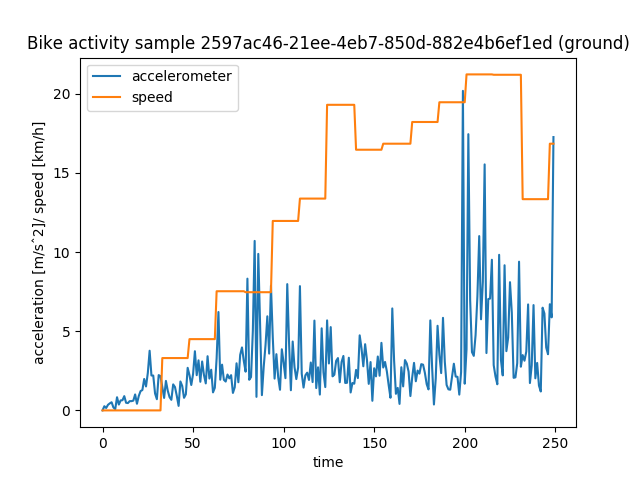 Bike activity sample 2597ac46-21ee-4eb7-850d-882e4b6ef1ed (ground)
accelerometer
speed
acceleration [m/s^2]/ speed [km/h]
20
15
10
5
0
0 50 100 150 200 250
time